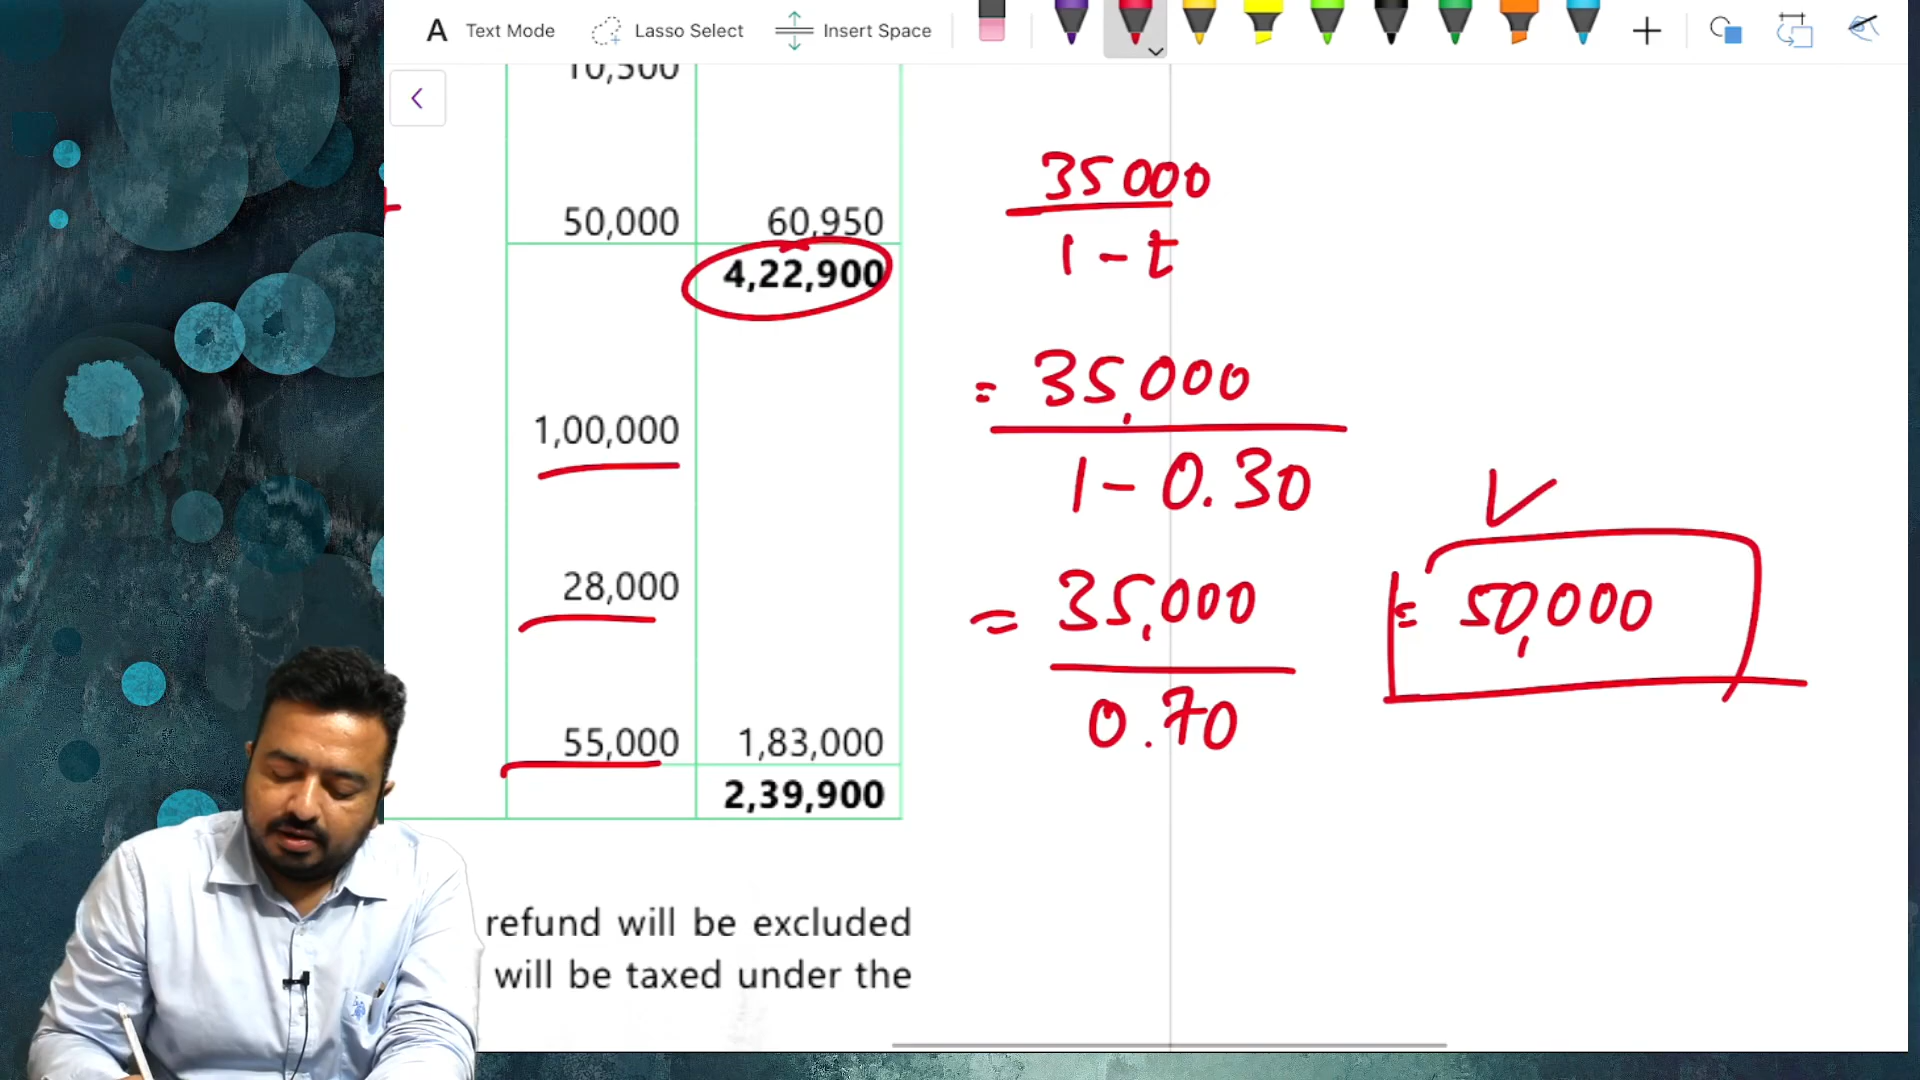 A Text Mode Lasso Select Insert Space
10,500
50,000 60,950
4,22,900
1,00,000
28,000
55,000 1,83,000
2,39,900
refund will be excluded
will be taxed under the
35000
1 - t
= 35,000
1 - 0.30
= 35,000
0.70
= 50,000